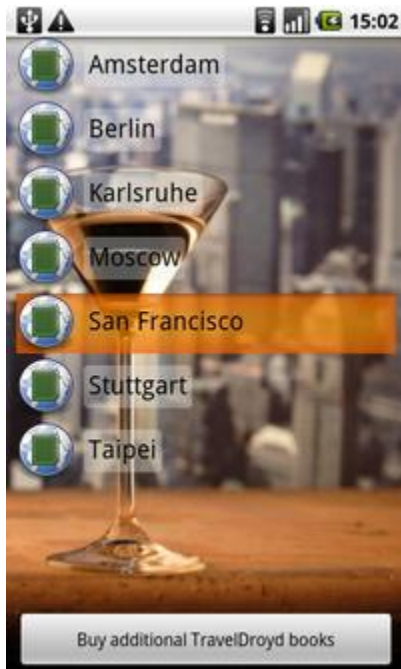 15:02
Amsterdam
Berlin
Karlsruhe
Moscow
San Francisco
Stuttgart
Taipei
Buy additional TravelDroyd books